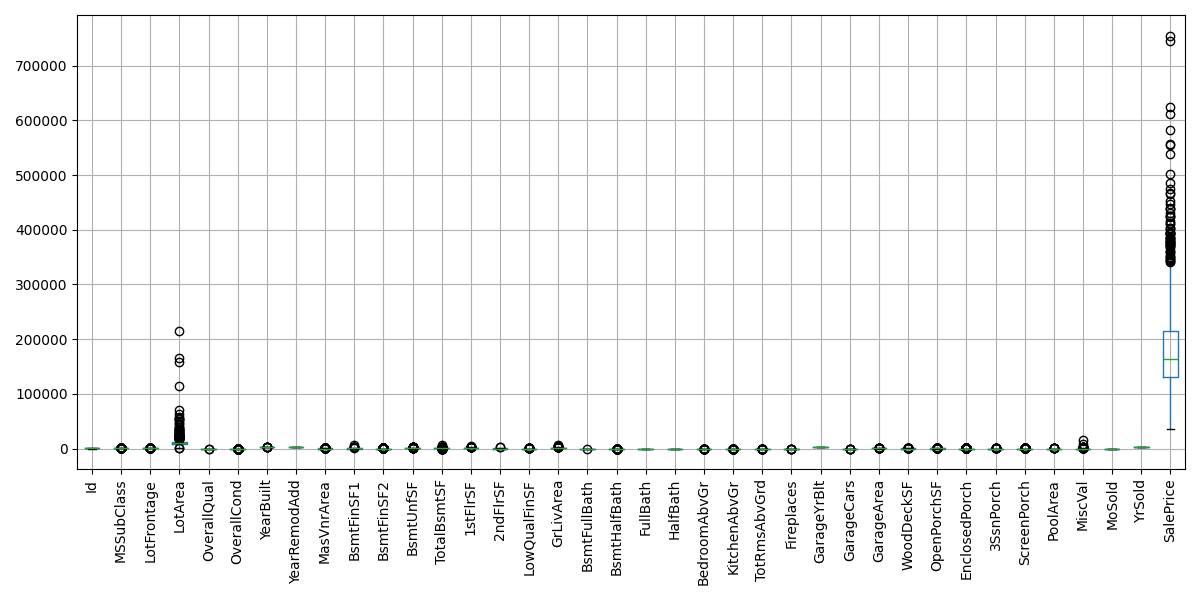 700000
600000
500000
400000
300000
200000
100000
0
Id
MSSubClass
LotFrontage
LotArea
OverallQual
OverallCond
YearBuilt
YearRemodAdd
MasVnrArea
BsmtFinSF1
BsmtFinSF2
BsmtUnfSF
TotalBsmtSF
1stFlrSF
2ndFlrSF
LowQualFinSF
GrLivArea
BsmtFullBath
BsmtHalfBath
FullBath
HalfBath
BedroomAbvGr
KitchenAbvGr
TotRmsAbvGrd
Fireplaces
GarageYrBlt
GarageCars
GarageArea
WoodDeckSF
OpenPorchSF
EnclosedPorch
3SsnPorch
ScreenPorch
PoolArea
MiscVal
MoSold
YrSold
SalePrice